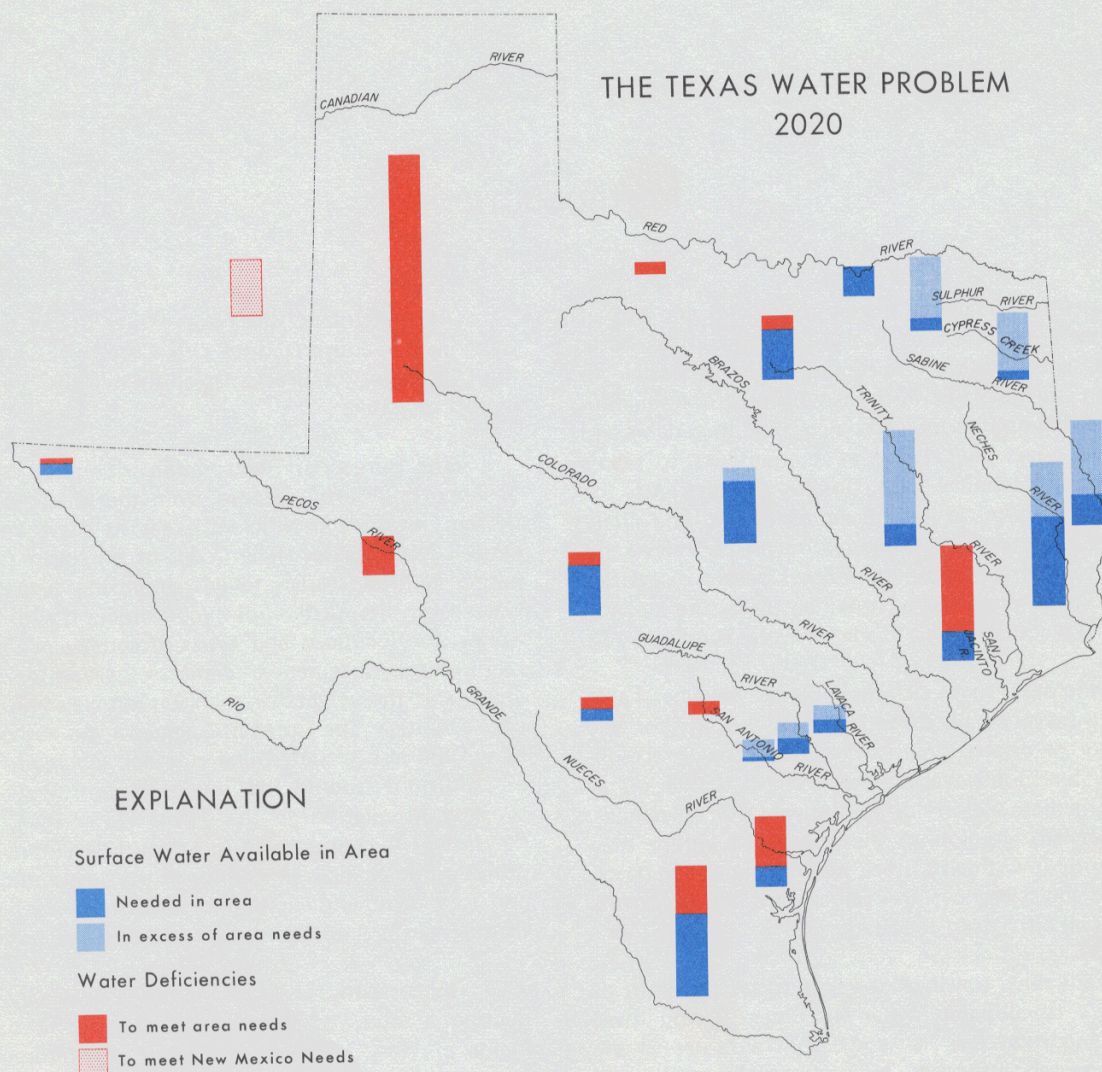 THE TEXAS WATER PROBLEM
2020
RIVER
CANADIAN
RED
RIVER
SULPHUR RIVER
CYPRESS CREEK
SABINE
RIVER
BRAZOS
TRINITY
NECHES
RIVER
COLORADO
PECOS
RIVER
RIVER
RIVER
RIVER
SAN
JACINTO
R.
GUADALUPE
RIVER
LAVACA
RIVER
SAN ANTONIO
RIVER
GRANDE
RIO
NUECES
RIVER
EXPLANATION
Surface Water Available in Area
Needed in area
In excess of area needs
Water Deficiencies
To meet area needs
To meet New Mexico Needs